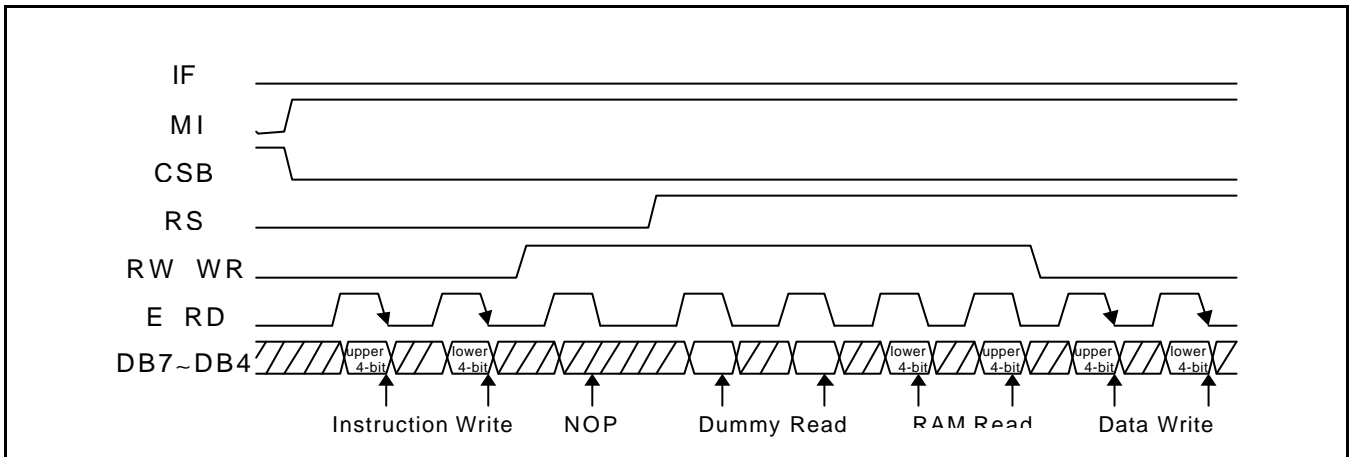 IF
MI
CSB
RS
RW WR
E RD
DB7~DB4
upper 4-bit
lower 4-bit
lower 4-bit
upper 4-bit
upper 4-bit
lower 4-bit
Instruction Write NOP Dummy Read RAM Read Data Write